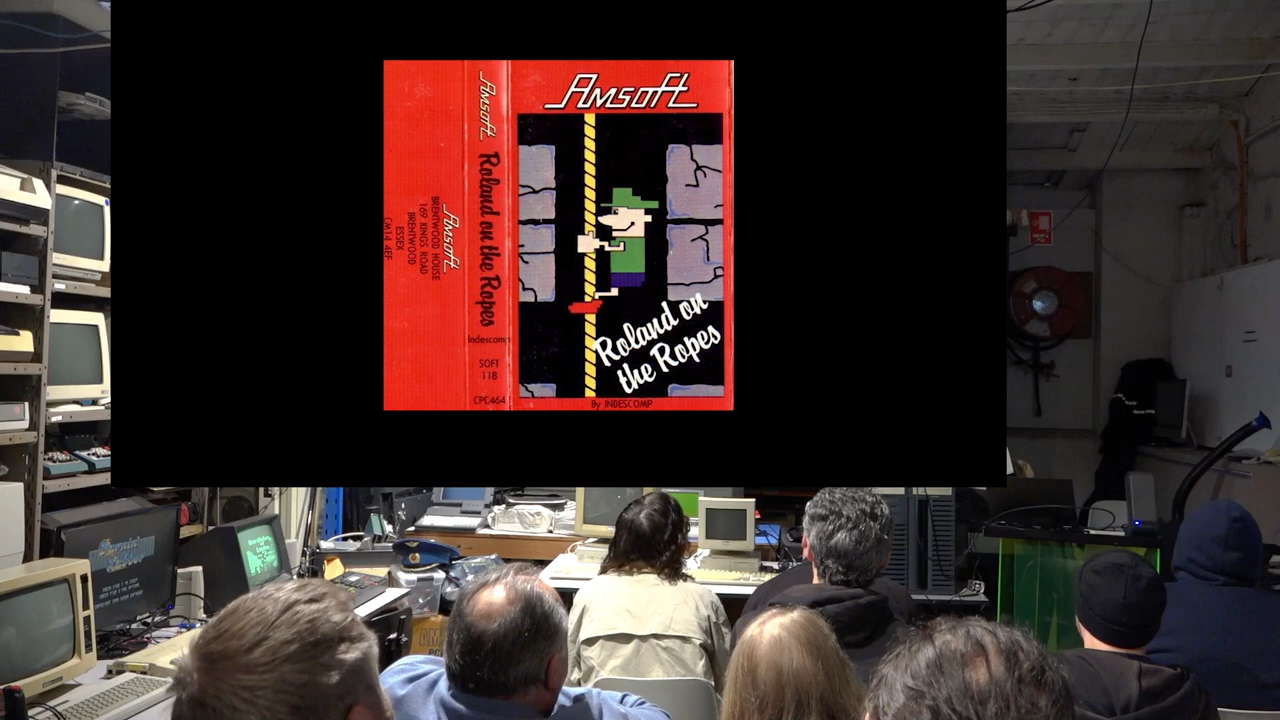 Amsoft
BRENTWOOD HOUSE
169 KINGS ROAD
BRENTWOOD
ESSEX
CM14 4EF
Amsoft
Roland on the Ropes
Indescomp
SOFT
118
CPC464
Amsoft
Roland on
the Ropes
By INDESCOMP